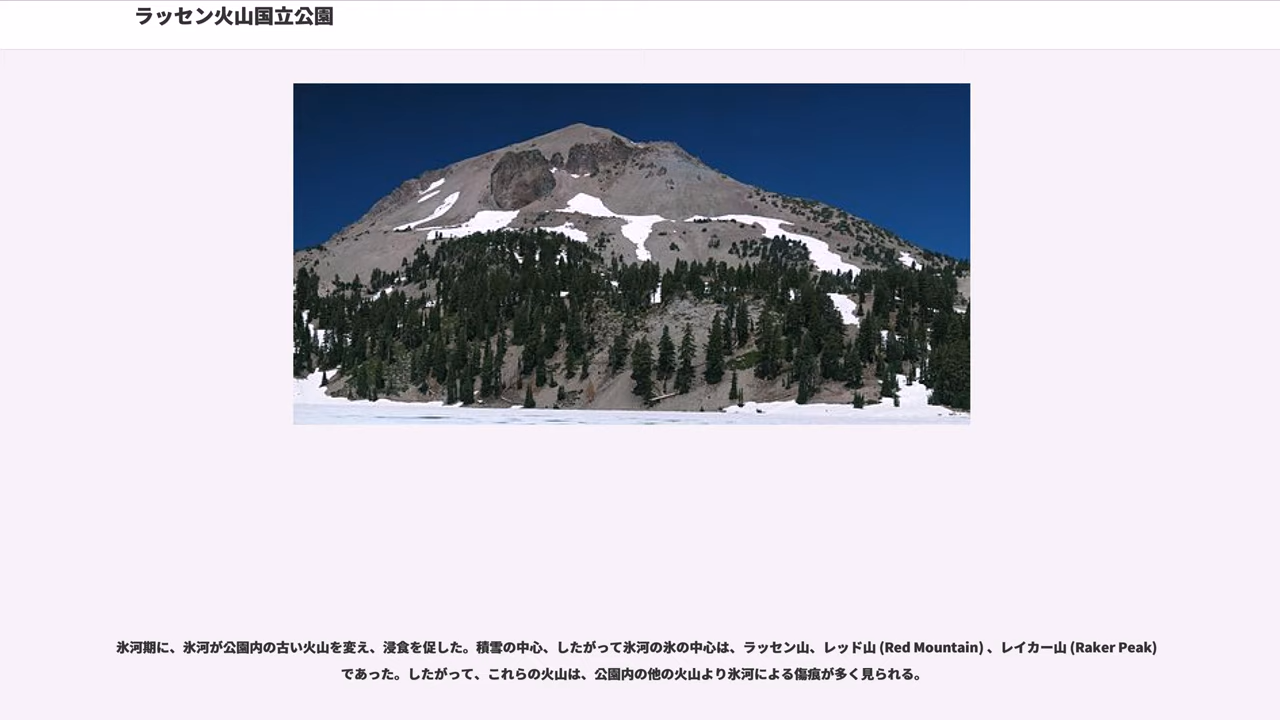 ラッセン火山国立公園
氷河期に、氷河が公園内の古い火山を変え、浸食を促した。積雪の中心、したがって氷河の氷の中心は、ラッセン山、レッド山 (Red Mountain) 、レイカー山 (Raker Peak)
であった。したがって、これらの火山は、公園内の他の火山より氷河による傷痕が多く見られる。